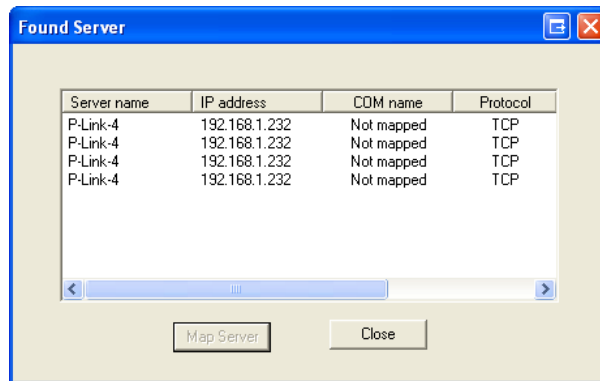 Found Server
Server name IP address COM name Protocol
P-Link-4 192.168.1.232 Not mapped TCP
P-Link-4 192.168.1.232 Not mapped TCP
P-Link-4 192.168.1.232 Not mapped TCP
P-Link-4 192.168.1.232 Not mapped TCP
Map Server Close